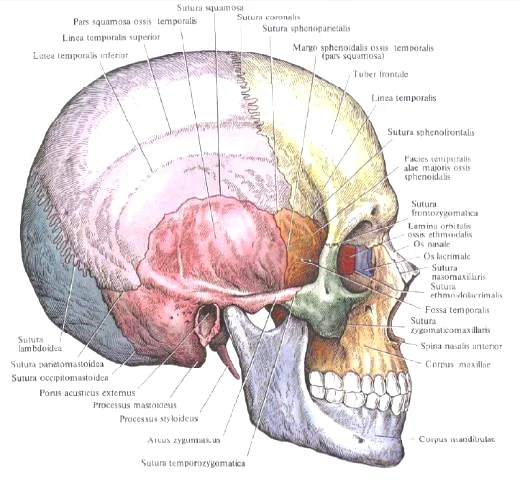 Sutura squamosa
Pars squamosa ossis temporalis
Sutura coronalis
Linea temporalis superior
Sutura sphenoparietalis
Linea temporalis inferior
Margo sphenoidalis ossis temporalis
(pars squamosa)
Tuber frontale
Linea temporalis
Sutura sphenofrontalis
Facies temporalis
alae majoris ossis
sphenoidalis
Sutura
frontozygomatica
Lamina orbitalis
ossis ethmoidalis
Os nasale
Os lacrimale
Sutura
nasomaxillaris
Sutura
ethmoidolacrimalis
Fossa temporalis
Sutura
zygomaticomaxillaris
Spina nasalis anterior
Corpus maxillae
Corpus mandibulae
Sutura
lambdoidea
Sutura parietomastoidea
Sutura occipitomastoidea
Porus acusticus externus
Processus mastoideus
Processus styloideus
Arcus zygomaticus
Sutura temporozygomatica